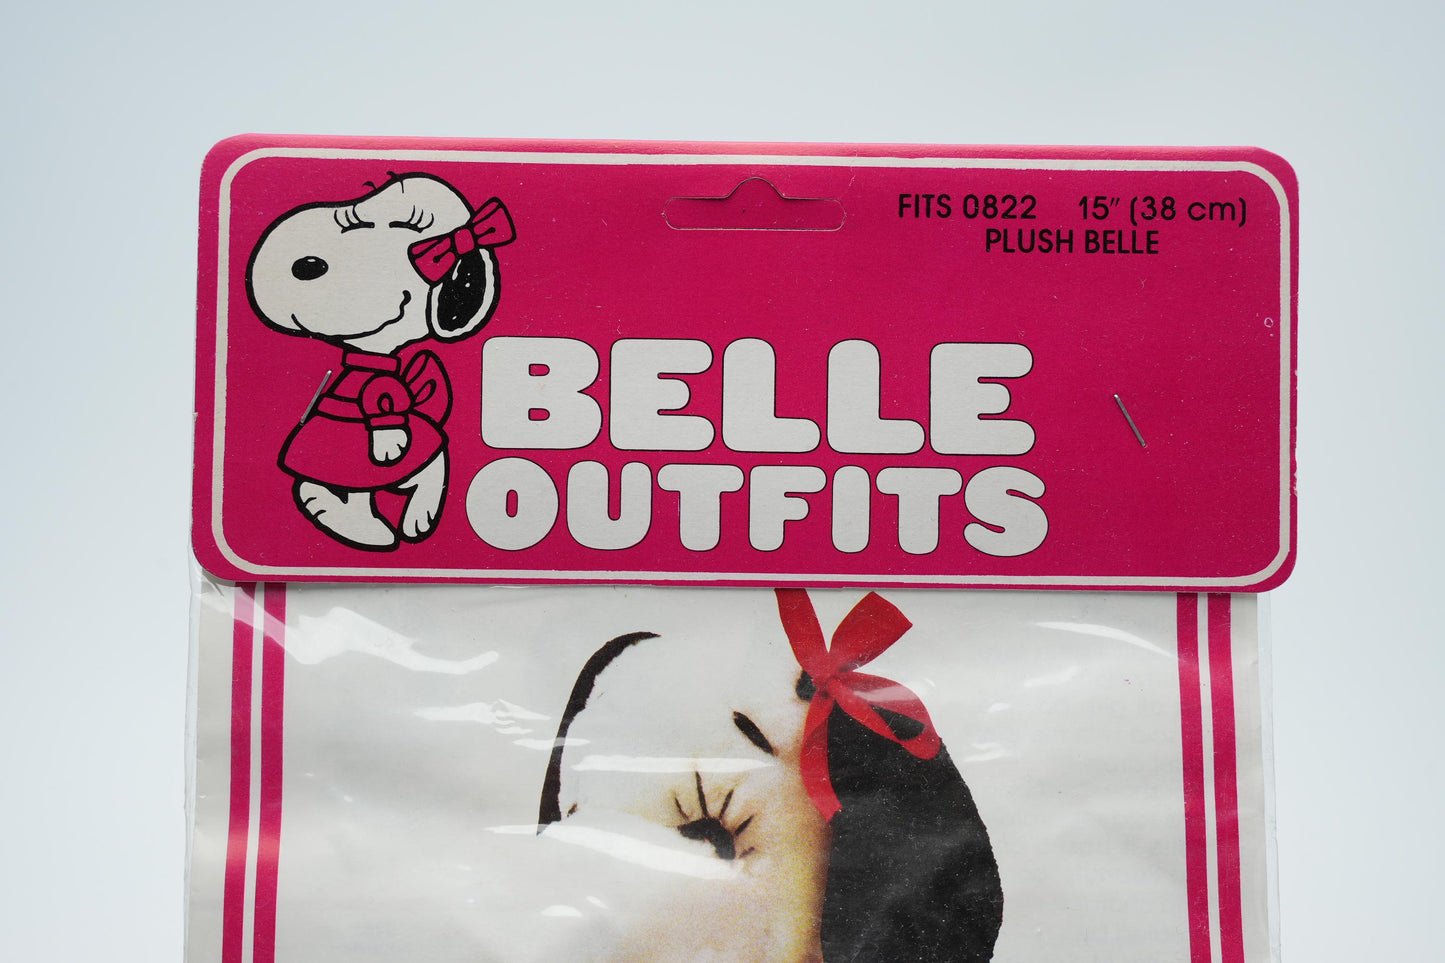 FITS 0822 15" (38 cm)
PLUSH BELLE
BELLE
OUTFITS